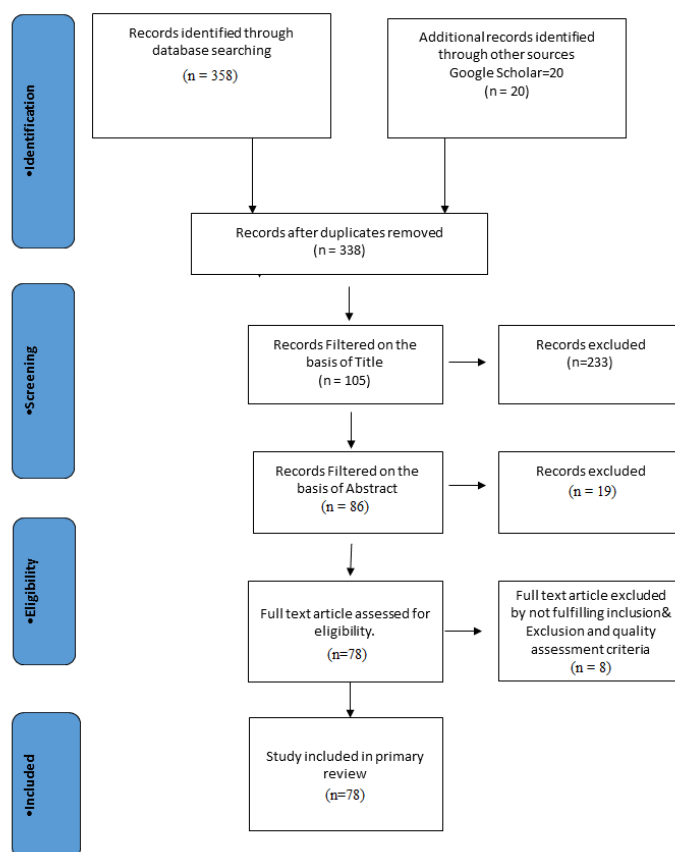 •Identification
Records identified through
database searching
(n = 358)
Additional records identified
through other sources
Google Scholar=20
(n = 20)
Records after duplicates removed
(n = 338)
•Screening
Records Filtered on the
basis of Title
(n = 105)
Records excluded
(n=233)
Records Filtered on the
basis of Abstract
(n = 86)
Records excluded
(n = 19)
•Eligibility
Full text article assessed for
eligibility.
(n=78)
Full text article excluded
by not fulfilling inclusion&
Exclusion and quality
assessment criteria
(n = 8)
•Included
Study included in primary
review
(n=78)